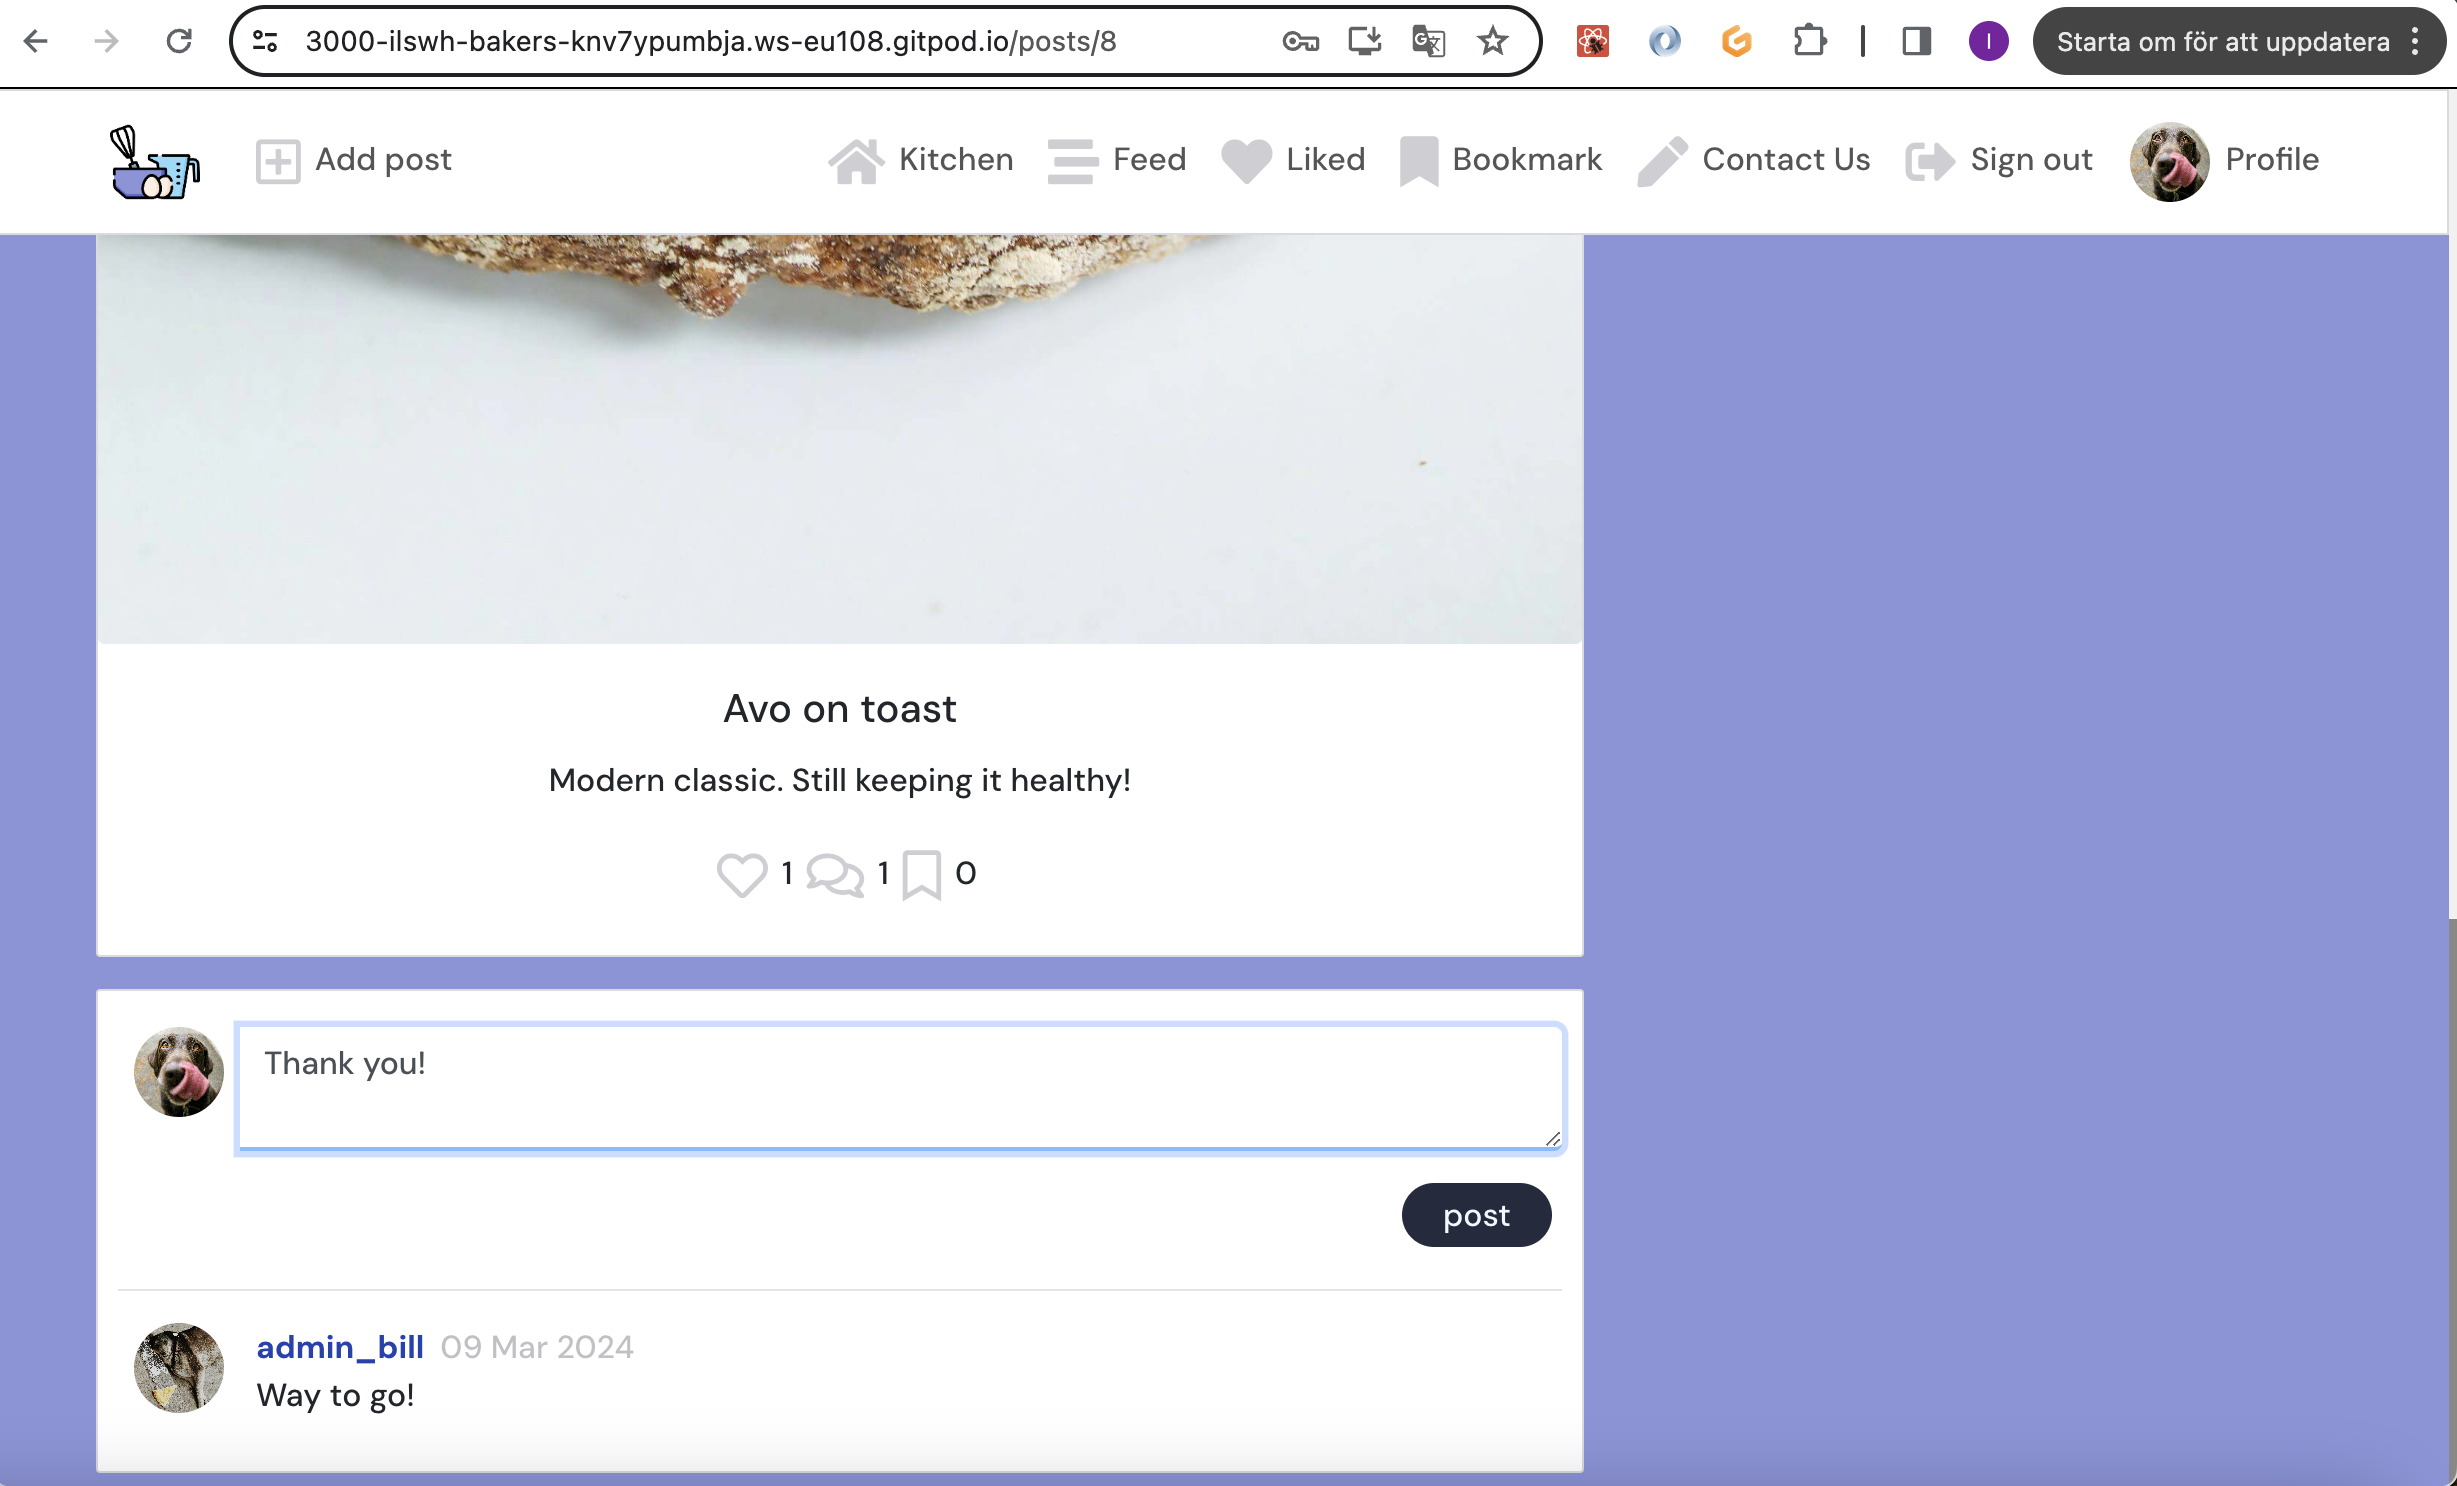 3000-ilswh-bakers-knv7ypumbja.ws-eu108.gitpod.io/posts/8
I
Starta om för att uppdatera
Add post
Kitchen
Feed
Liked
Bookmark
Contact Us
Sign out
Profile
Avo on toast
Modern classic. Still keeping it healthy!
1 1 0
Thank you!
post
admin_bill 09 Mar 2024
Way to go!